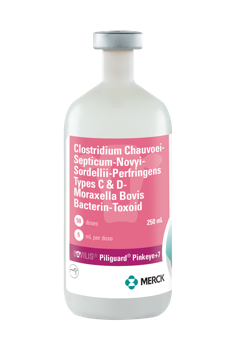 Clostridium Chauvoei-
Septicum-Novyi-
Sordellii-Perfringens
Types C & D-
Moraxella Bovis
Bacterin-Toxoid
50 doses 250 mL
5 mL per dose
BOVILIS® Piliguard® Pinkeye+7
MERCK